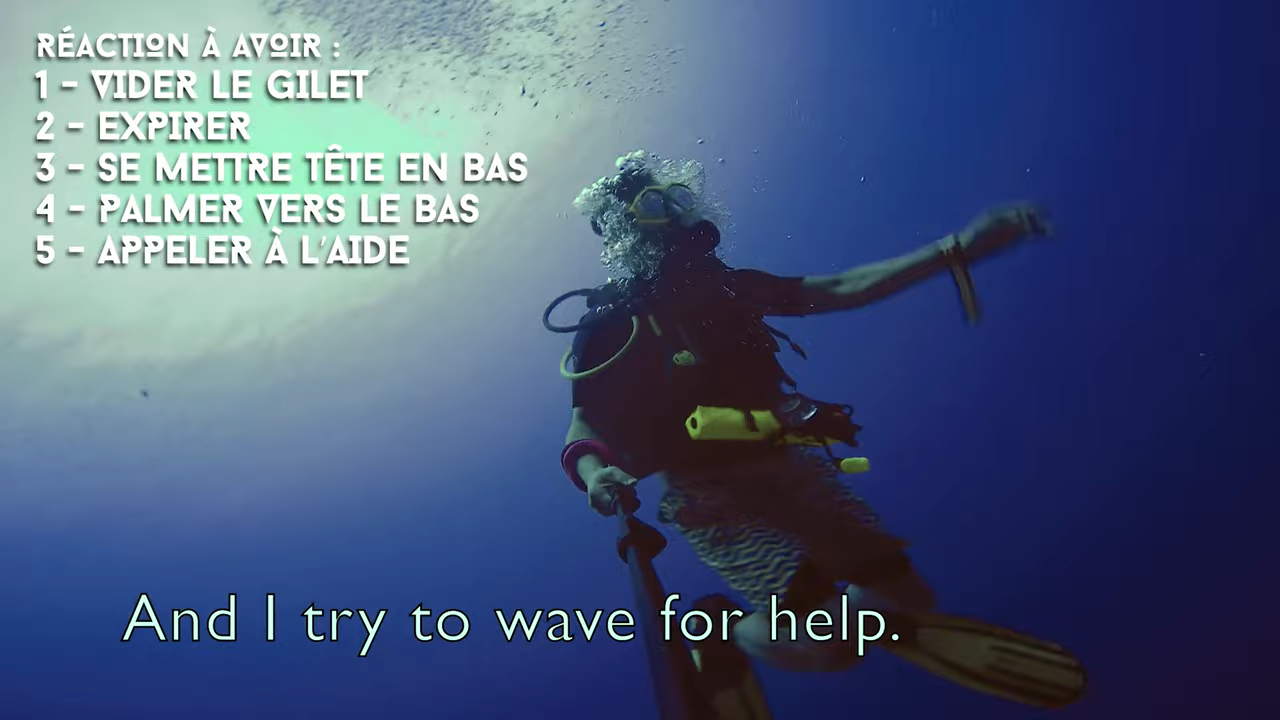 RÉACTION À AVOIR :
1 - VIDER LE GILET
2 - EXPIRER
3 - SE METTRE TÊTE EN BAS
4 - PALMER VERS LE BAS
5 - APPELER À L'AIDE
And I try to wave for help.